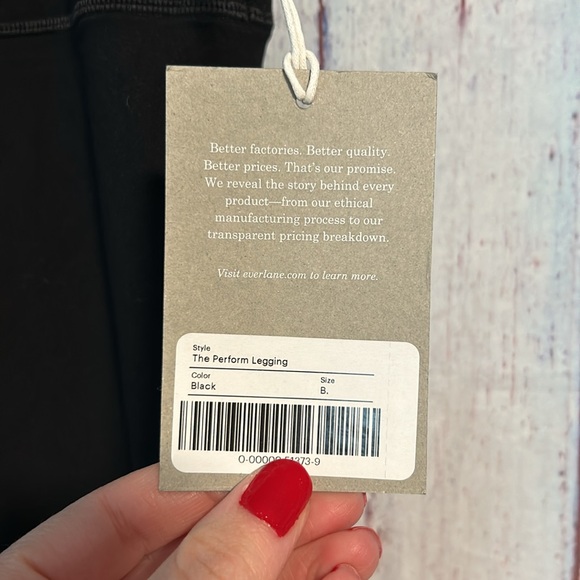 Better factories. Better quality.
Better prices. That's our promise.
We reveal the story behind every
product—from our ethical
manufacturing process to our
transparent pricing breakdown.
Visit everlane.com to learn more.
Style
The Perform Legging
Color
Size
Black
B.